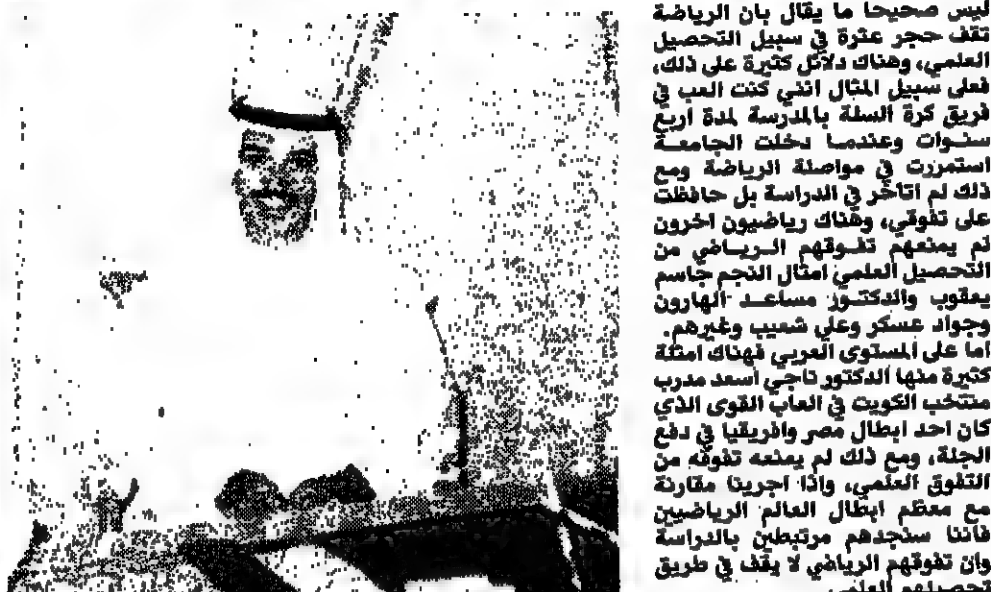 ليس صحيحا ما يقال بان الرياضة
تقف حجر عثرة في سبيل التحصيل
العلمي، وهناك دلائل كثيرة على ذلك،
فعلى سبيل المثال انني كنت العب في
فريق كرة السلة بالمدرسة لمدة اربع
سنوات وعندما دخلت الجامعة
استمررت في مواصلة الرياضة ومع
ذلك لم اتأخر في الدراسة بل حافظت
على تفوقي، وهناك رياضيون اخرون
لم يمنعهم تفوقهم الرياضي من
التحصيل العلمي امثال النجم جاسم
يعقوب والدكتور مساعد الهارون
وجواد عسكر وعلي شعيب وغيرهم.
اما على المستوى العربي فهناك امثلة
كثيرة منها الدكتور ناجي اسعد مدرب
منتخب الكويت في العاب القوى الذي
كان احد ابطال مصر وافريقيا في دفع
الجلة، ومع ذلك لم يمنعه تفوقه من
التفوق العلمي، واذا اجرينا مقارنة
مع معظم ابطال العالم الرياضيين
فاننا سنجدهم مرتبطين بالدراسة
وان تفوقهم الرياضي لا يقف في طريق
تحصيلهم العلمي